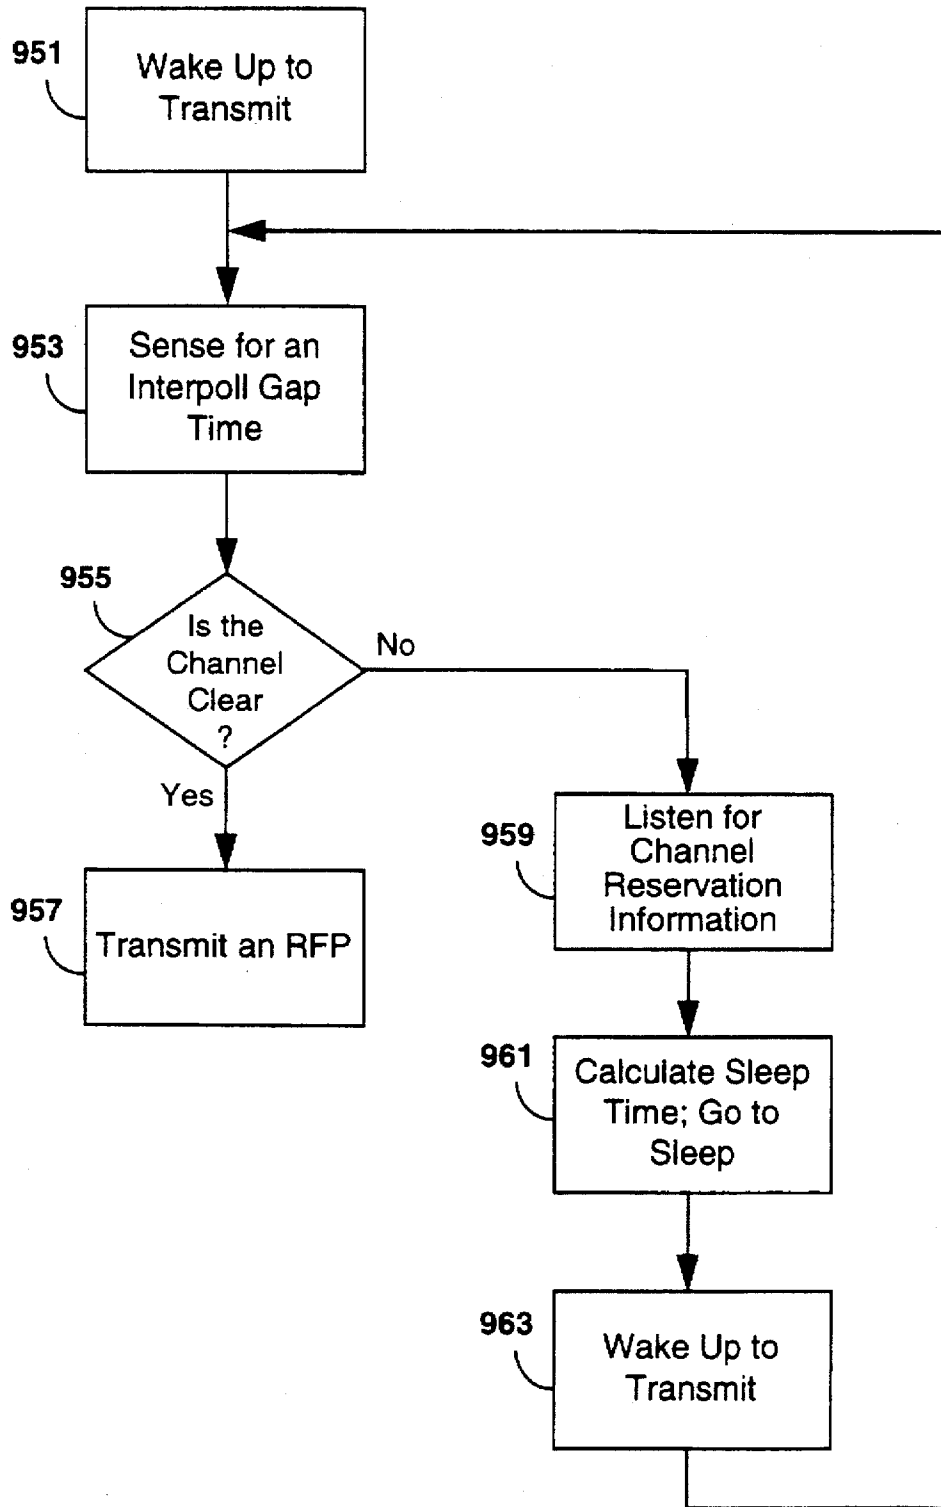 951
Wake Up to
Transmit
953
Sense for an
Interpoll Gap
Time
955
Is the
Channel
Clear
?
No
Yes
957
Transmit an RFP
959
Listen for
Channel
Reservation
Information
961
Calculate Sleep
Time; Go to
Sleep
963
Wake Up to
Transmit